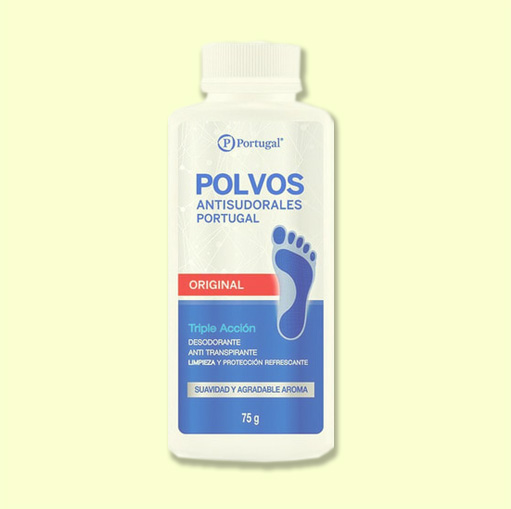 P Portugal®
POLVOS
ANTISUDORALES
PORTUGAL
ORIGINAL
Triple Acción
DESODORANTE
ANTI TRANSPIRANTE
LIMPIEZA Y PROTECCIÓN REFRESCANTE
SUAVIDAD Y AGRADABLE AROMA
75 g